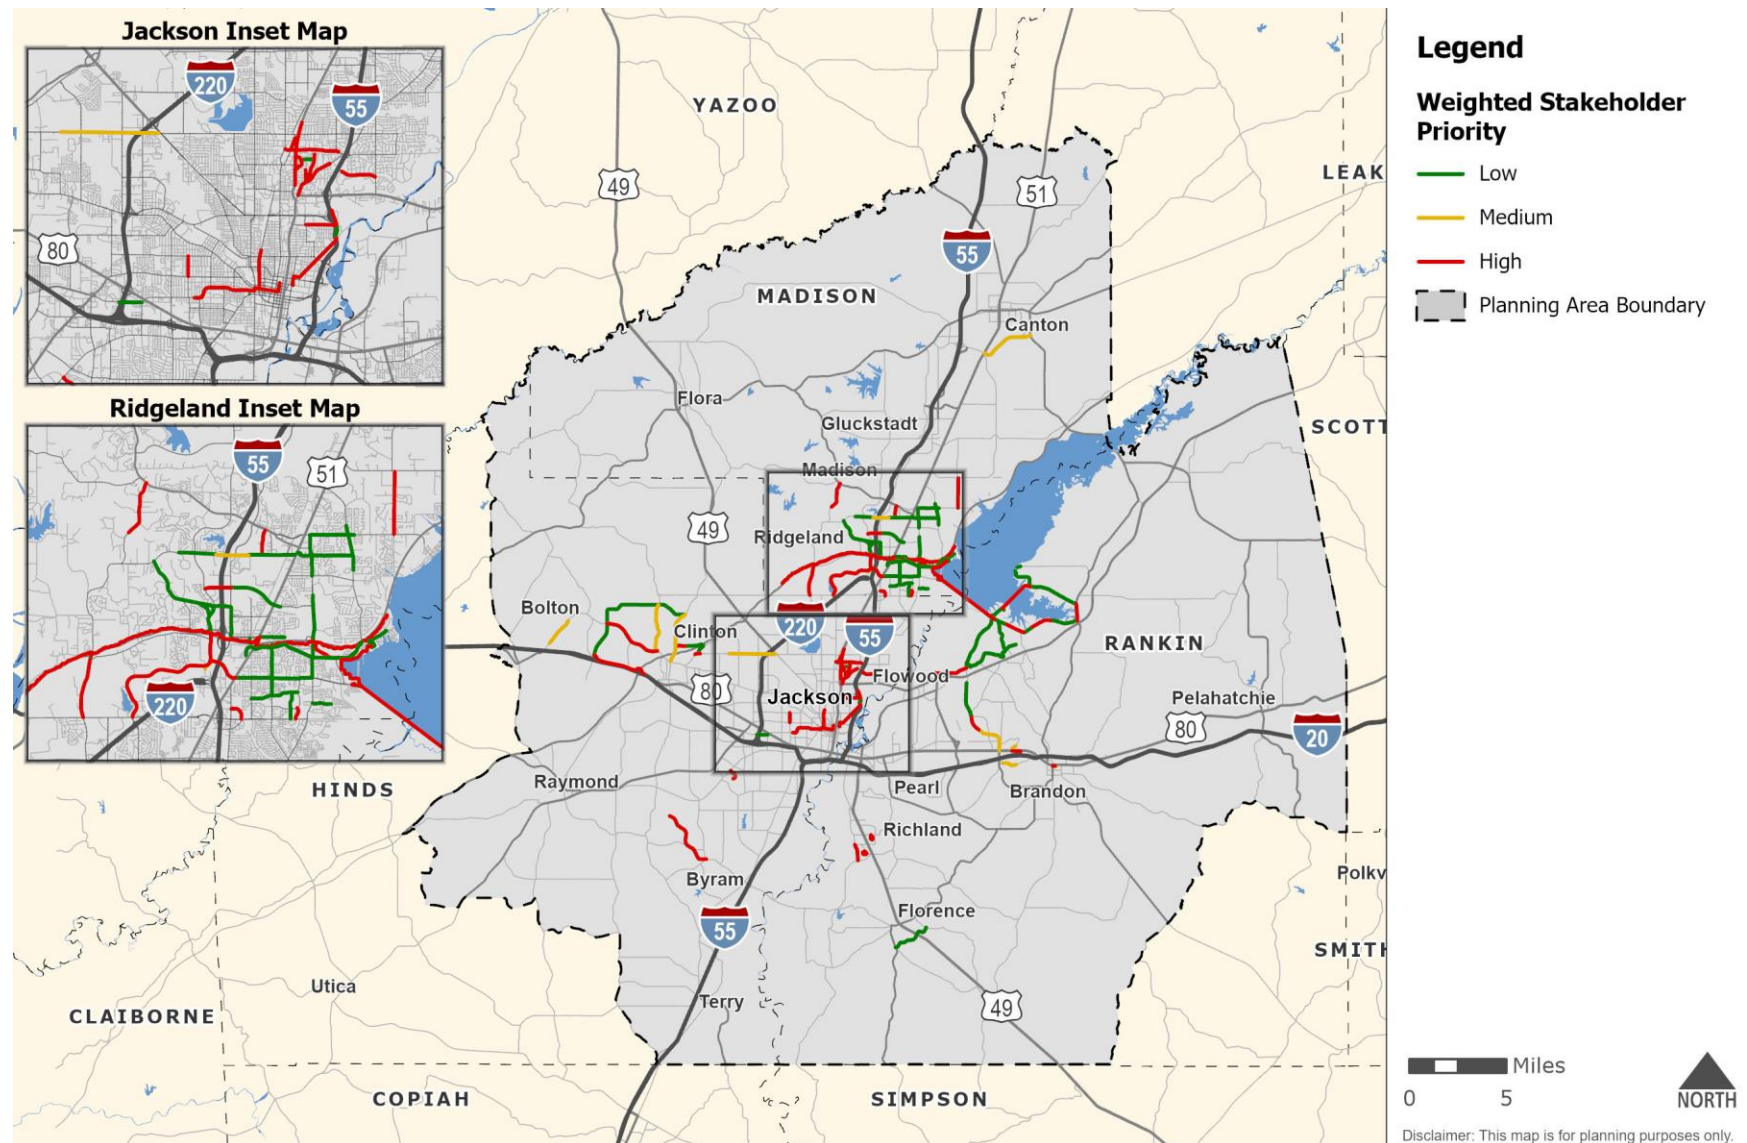 Jackson Inset Map
220
55
80
Ridgeland Inset Map
55
51
220
YAZOO
49
51
LEAK
55
MADISON
Canton
Flora
Gluckstadt
SCOTT
Madison
49
Ridgeland
Bolton
Clinton
220
55
RANKIN
Flowood
80
Jackson
Pelahatchie
80
20
HINDS
Raymond
Pearl
Brandon
Richland
Byram
Polkv
Florence
55
SMITH
Utica
Terry
49
CLAIBORNE
COPIAH
SIMPSON
Legend
Weighted Stakeholder
Priority
Low
Medium
High
Planning Area Boundary
Miles
0 5
NORTH
Disclaimer: This map is for planning purposes only.